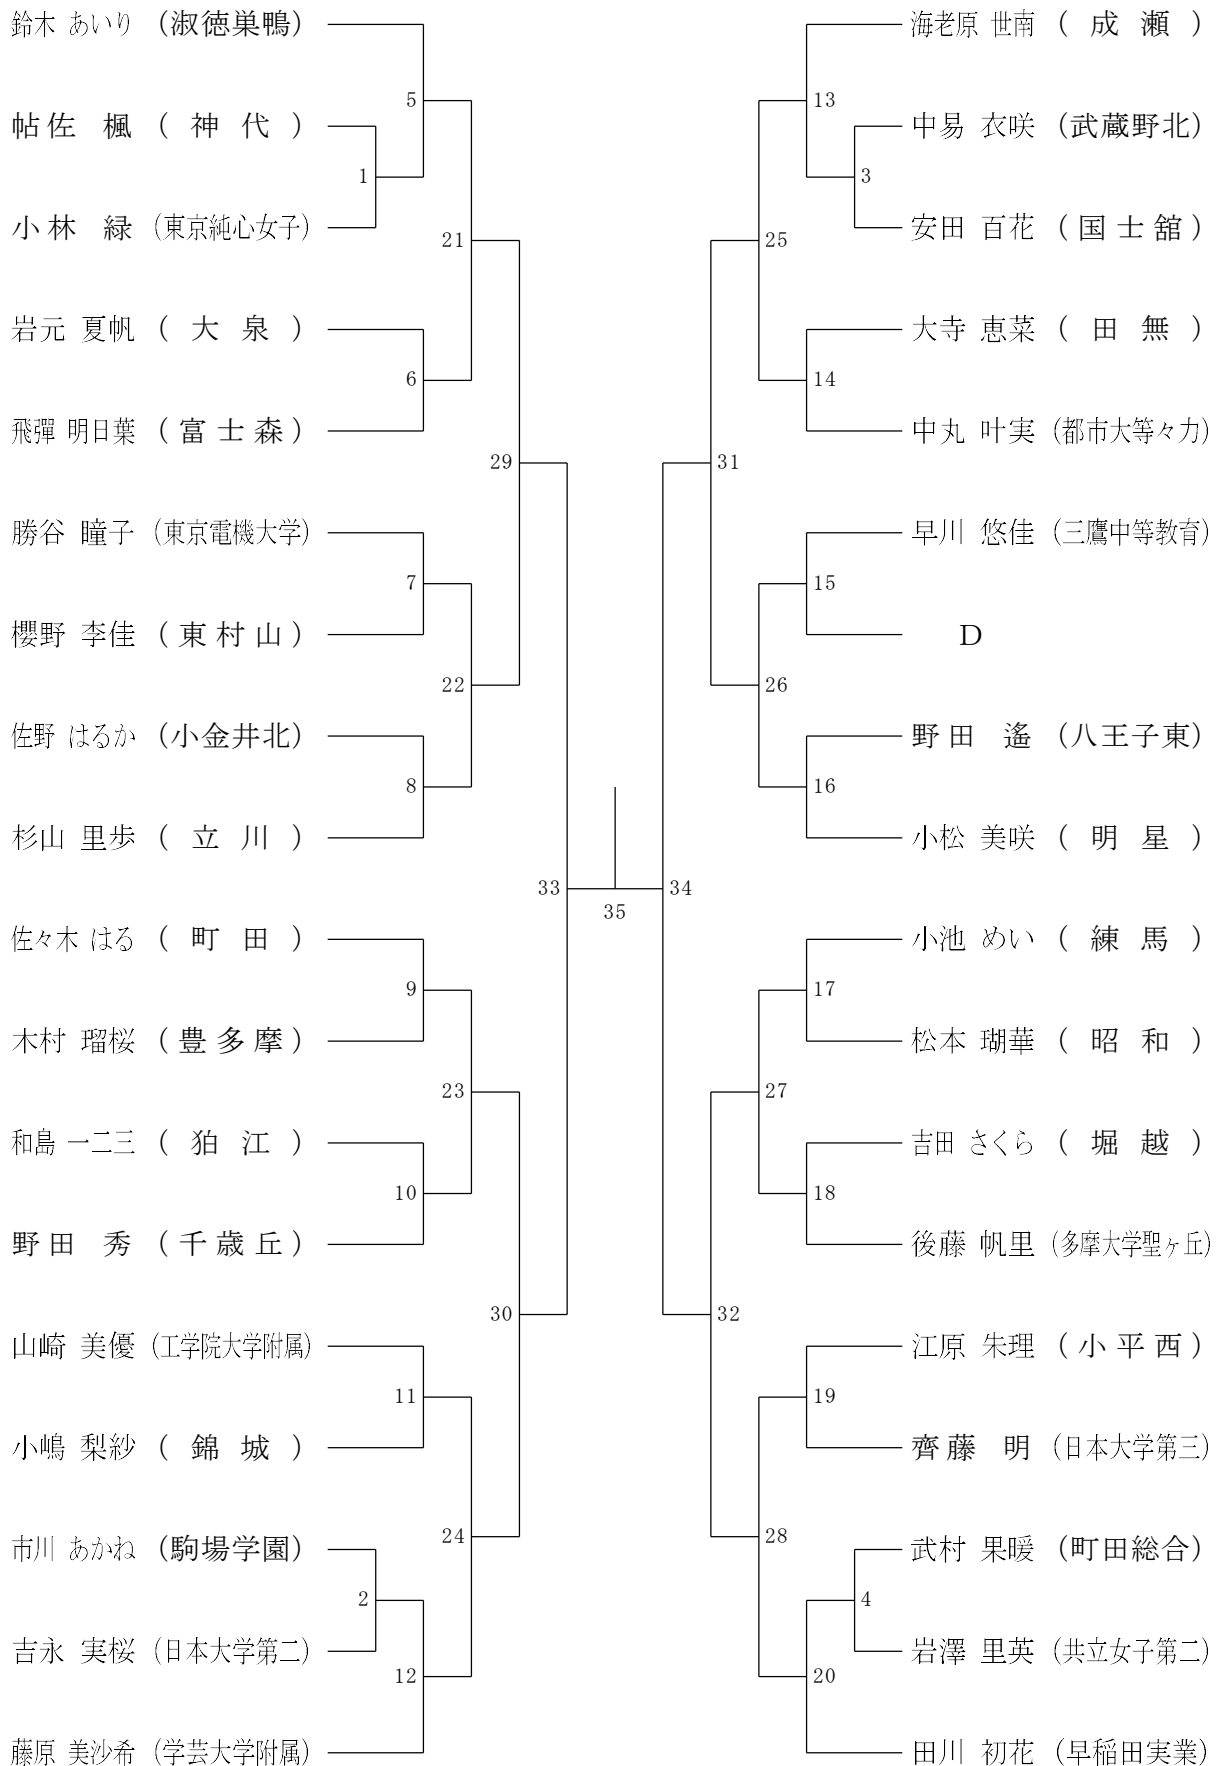 鈴木 あいり (淑徳巣鴨)
帖佐 楓 (神代)
小林 緑 (東京純心女子)
岩元 夏帆 (大泉)
飛彈 明日葉 (富士森)
勝谷 瞳子 (東京電機大学)
櫻野 李佳 (東村山)
佐野 はるか (小金井北)
杉山 里歩 (立川)
佐々木 はる (町田)
木村 瑠桜 (豊多摩)
和島 一二三 (狛江)
野田 秀 (千歳丘)
山崎 美優 (工学院大学附属)
小嶋 梨紗 (錦城)
市川 あかね (駒場学園)
吉永 実桜 (日本大学第二)
藤原 美沙希 (学芸大学附属)
5
1
21
6
29
7
22
8
33
9
23
10
30
11
24
2
12
35
13
3
25
14
31
15
26
16
34
17
27
18
32
19
28
4
20
海老原 世南 (成瀬)
中易 衣咲 (武蔵野北)
安田 百花 (国士舘)
大寺 恵菜 (田無)
中丸 叶実 (都市大等々力)
早川 悠佳 (三鷹中等教育)
D
野田 遙 (八王子東)
小松 美咲 (明星)
小池 めい (練馬)
松本 瑚華 (昭和)
吉田 さくら (堀越)
後藤 帆里 (多摩大学聖ヶ丘)
江原 朱理 (小平西)
齊藤 明 (日本大学第三)
武村 果暖 (町田総合)
岩澤 里英 (共立女子第二)
田川 初花 (早稲田実業)